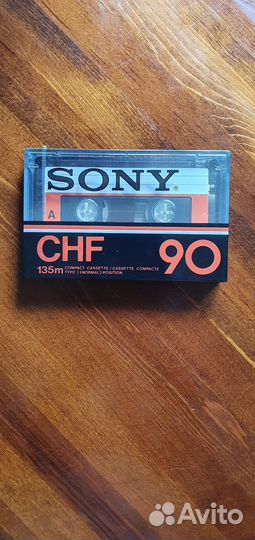 SONY®
A
CHF 90
135m COMPACT CASSETTE/CASSETTE COMPACTE
TYPE I (NORMAL) POSITION
Avito